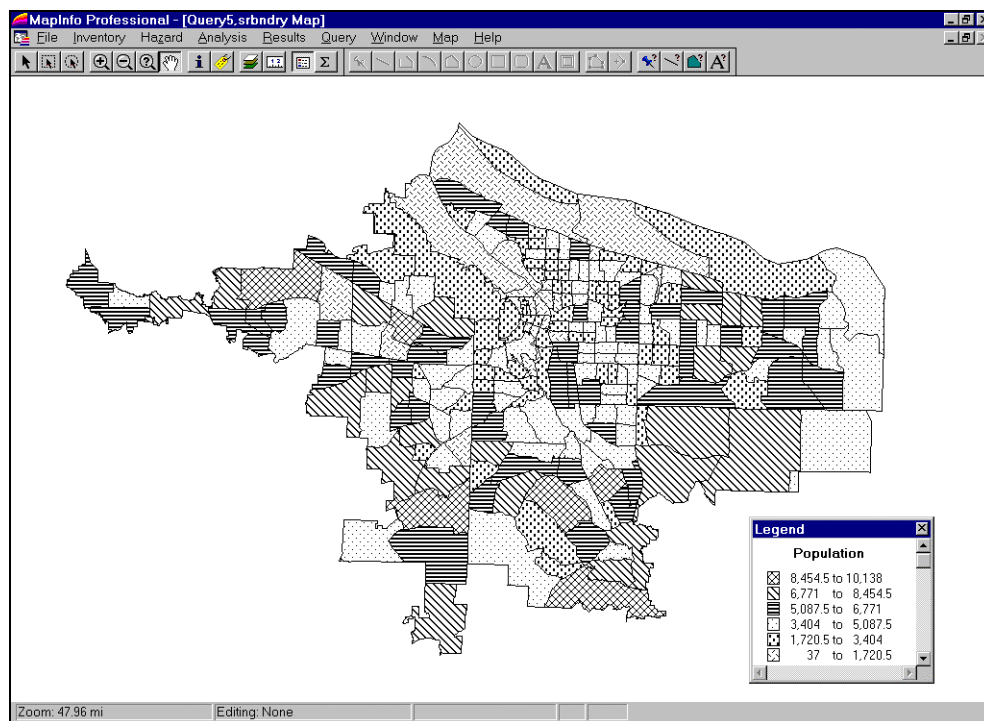 MapInfo Professional - [Query5,srbndry Map]
File Inventory Hazard Analysis Results Query Window Map Help
Legend
Population
8,454.5 to 10,138
6,771 to 8,454.5
5,087.5 to 6,771
3,404 to 5,087.5
1,720.5 to 3,404
37 to 1,720.5
Zoom: 47.96 mi Editing: None